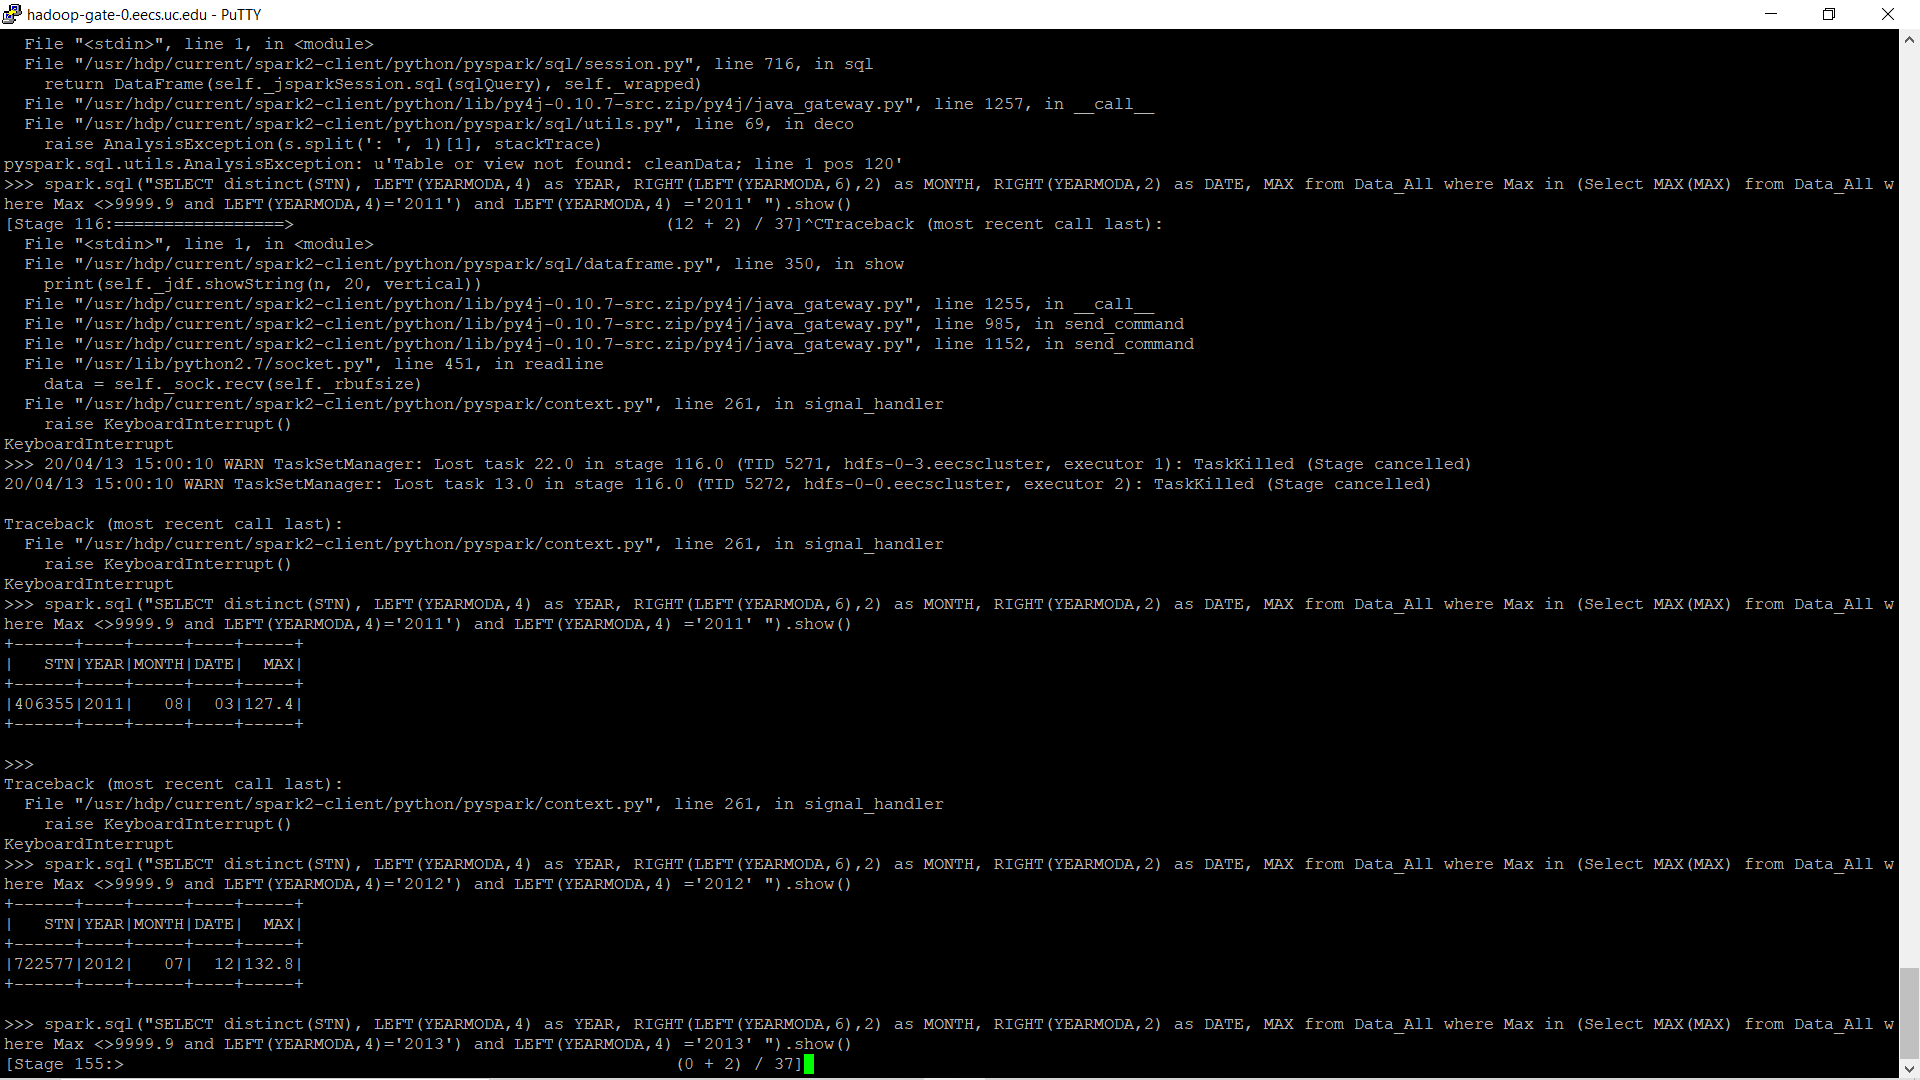 hadoop-gate-0.eecs.uc.edu - PuTTY
  File "<stdin>", line 1, in <module>
  File "/usr/hdp/current/spark2-client/python/pyspark/sql/session.py", line 716, in sql
    return DataFrame(self._jsparkSession.sql(sqlQuery), self._wrapped)
  File "/usr/hdp/current/spark2-client/python/lib/py4j-0.10.7-src.zip/py4j/java_gateway.py", line 1257, in __call__
  File "/usr/hdp/current/spark2-client/python/pyspark/sql/utils.py", line 69, in deco
    raise AnalysisException(s.split(': ', 1)[1], stackTrace)
pyspark.sql.utils.AnalysisException: u'Table or view not found: cleanData; line 1 pos 120'
>>> spark.sql("SELECT distinct(STN), LEFT(YEARMODA,4) as YEAR, RIGHT(LEFT(YEARMODA,6),2) as MONTH, RIGHT(YEARMODA,2) as DATE, MAX from Data_All where Max in (Select MAX(MAX) from Data_All w
here Max <>9999.9 and LEFT(YEARMODA,4)='2011') and LEFT(YEARMODA,4) ='2011' ").show()
[Stage 116:=================>                                     (12 + 2) / 37]^CTraceback (most recent call last):
  File "<stdin>", line 1, in <module>
  File "/usr/hdp/current/spark2-client/python/pyspark/sql/dataframe.py", line 350, in show
    print(self._jdf.showString(n, 20, vertical))
  File "/usr/hdp/current/spark2-client/python/lib/py4j-0.10.7-src.zip/py4j/java_gateway.py", line 1255, in __call__
  File "/usr/hdp/current/spark2-client/python/lib/py4j-0.10.7-src.zip/py4j/java_gateway.py", line 985, in send_command
  File "/usr/hdp/current/spark2-client/python/lib/py4j-0.10.7-src.zip/py4j/java_gateway.py", line 1152, in send_command
  File "/usr/lib/python2.7/socket.py", line 451, in readline
    data = self._sock.recv(self._rbufsize)
  File "/usr/hdp/current/spark2-client/python/pyspark/context.py", line 261, in signal_handler
    raise KeyboardInterrupt()
KeyboardInterrupt
>>> 20/04/13 15:00:10 WARN TaskSetManager: Lost task 22.0 in stage 116.0 (TID 5271, hdfs-0-3.eecscluster, executor 1): TaskKilled (Stage cancelled)
20/04/13 15:00:10 WARN TaskSetManager: Lost task 13.0 in stage 116.0 (TID 5272, hdfs-0-0.eecscluster, executor 2): TaskKilled (Stage cancelled)

Traceback (most recent call last):
  File "/usr/hdp/current/spark2-client/python/pyspark/context.py", line 261, in signal_handler
    raise KeyboardInterrupt()
KeyboardInterrupt
>>> spark.sql("SELECT distinct(STN), LEFT(YEARMODA,4) as YEAR, RIGHT(LEFT(YEARMODA,6),2) as MONTH, RIGHT(YEARMODA,2) as DATE, MAX from Data_All where Max in (Select MAX(MAX) from Data_All w
here Max <>9999.9 and LEFT(YEARMODA,4)='2011') and LEFT(YEARMODA,4) ='2011' ").show()
+------+----+-----+----+-----+
|   STN|YEAR|MONTH|DATE|  MAX|
+------+----+-----+----+-----+
|406355|2011|   08|  03|127.4|
+------+----+-----+----+-----+

>>>
Traceback (most recent call last):
  File "/usr/hdp/current/spark2-client/python/pyspark/context.py", line 261, in signal_handler
    raise KeyboardInterrupt()
KeyboardInterrupt
>>> spark.sql("SELECT distinct(STN), LEFT(YEARMODA,4) as YEAR, RIGHT(LEFT(YEARMODA,6),2) as MONTH, RIGHT(YEARMODA,2) as DATE, MAX from Data_All where Max in (Select MAX(MAX) from Data_All w
here Max <>9999.9 and LEFT(YEARMODA,4)='2012') and LEFT(YEARMODA,4) ='2012' ").show()
+------+----+-----+----+-----+
|   STN|YEAR|MONTH|DATE|  MAX|
+------+----+-----+----+-----+
|722577|2012|   07|  12|132.8|
+------+----+-----+----+-----+

>>> spark.sql("SELECT distinct(STN), LEFT(YEARMODA,4) as YEAR, RIGHT(LEFT(YEARMODA,6),2) as MONTH, RIGHT(YEARMODA,2) as DATE, MAX from Data_All where Max in (Select MAX(MAX) from Data_All w
here Max <>9999.9 and LEFT(YEARMODA,4)='2013') and LEFT(YEARMODA,4) ='2013' ").show()
[Stage 155:>                                                       (0 + 2) / 37]